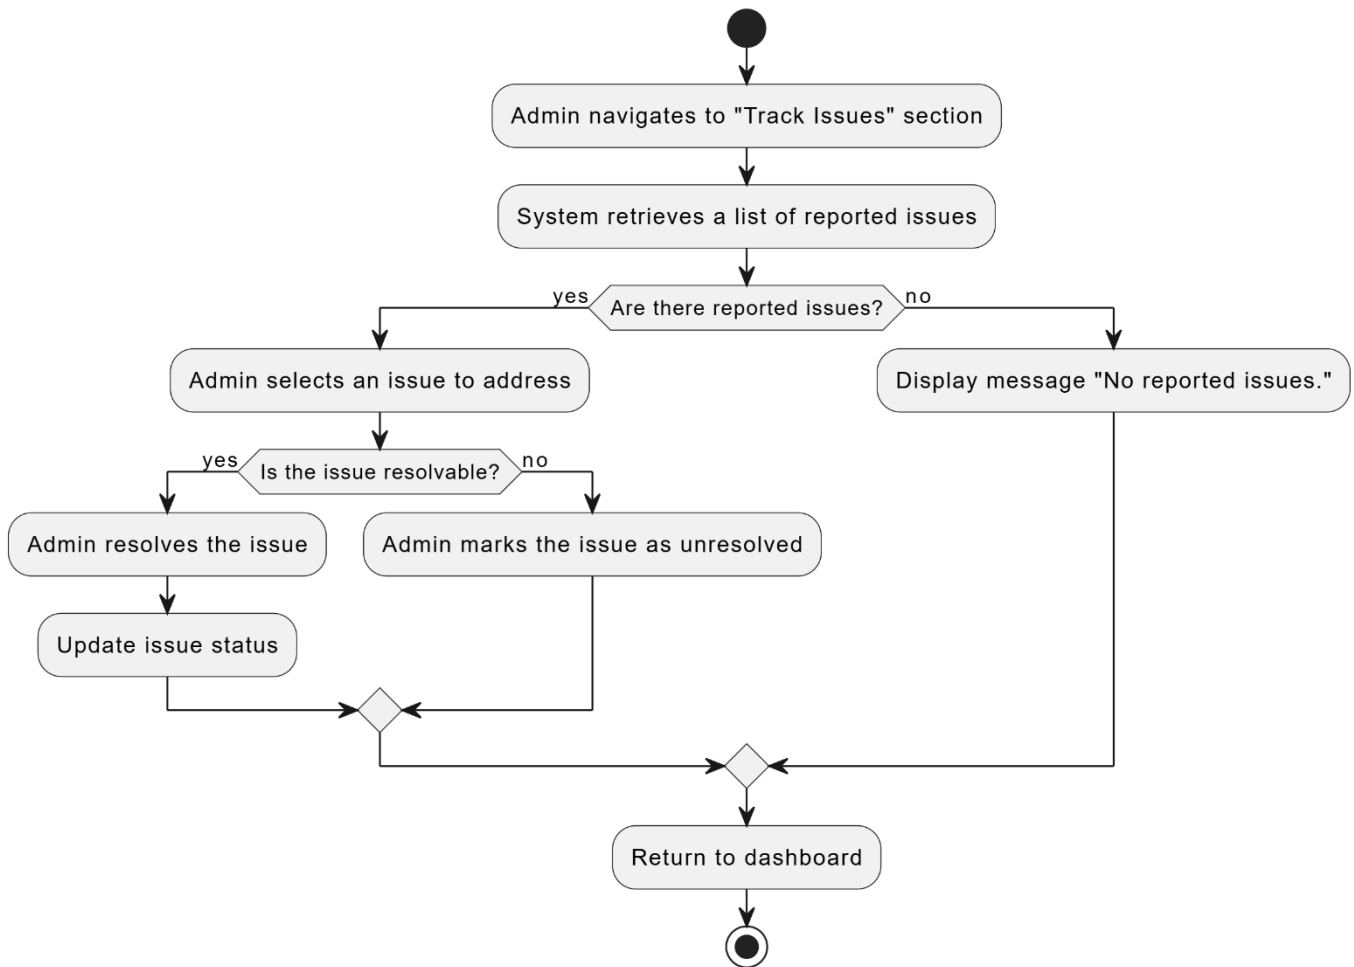 Admin navigates to "Track Issues" section
System retrieves a list of reported issues
yes
Are there reported issues?
no
Admin selects an issue to address
Display message "No reported issues."
yes
Is the issue resolvable?
no
Admin resolves the issue
Admin marks the issue as unresolved
Update issue status
Return to dashboard